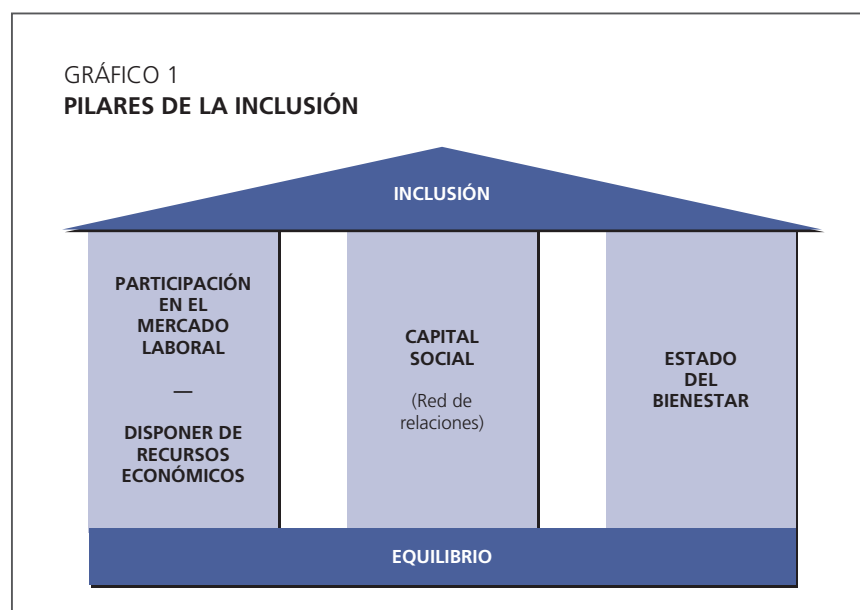 GRÁFICO 1
PILARES DE LA INCLUSIÓN
INCLUSIÓN
PARTICIPACIÓN
EN EL
MERCADO
LABORAL
—
DISPONER DE
RECURSOS
ECONÓMICOS
CAPITAL
SOCIAL
(Red de
relaciones)
ESTADO
DEL
BIENESTAR
EQUILIBRIO